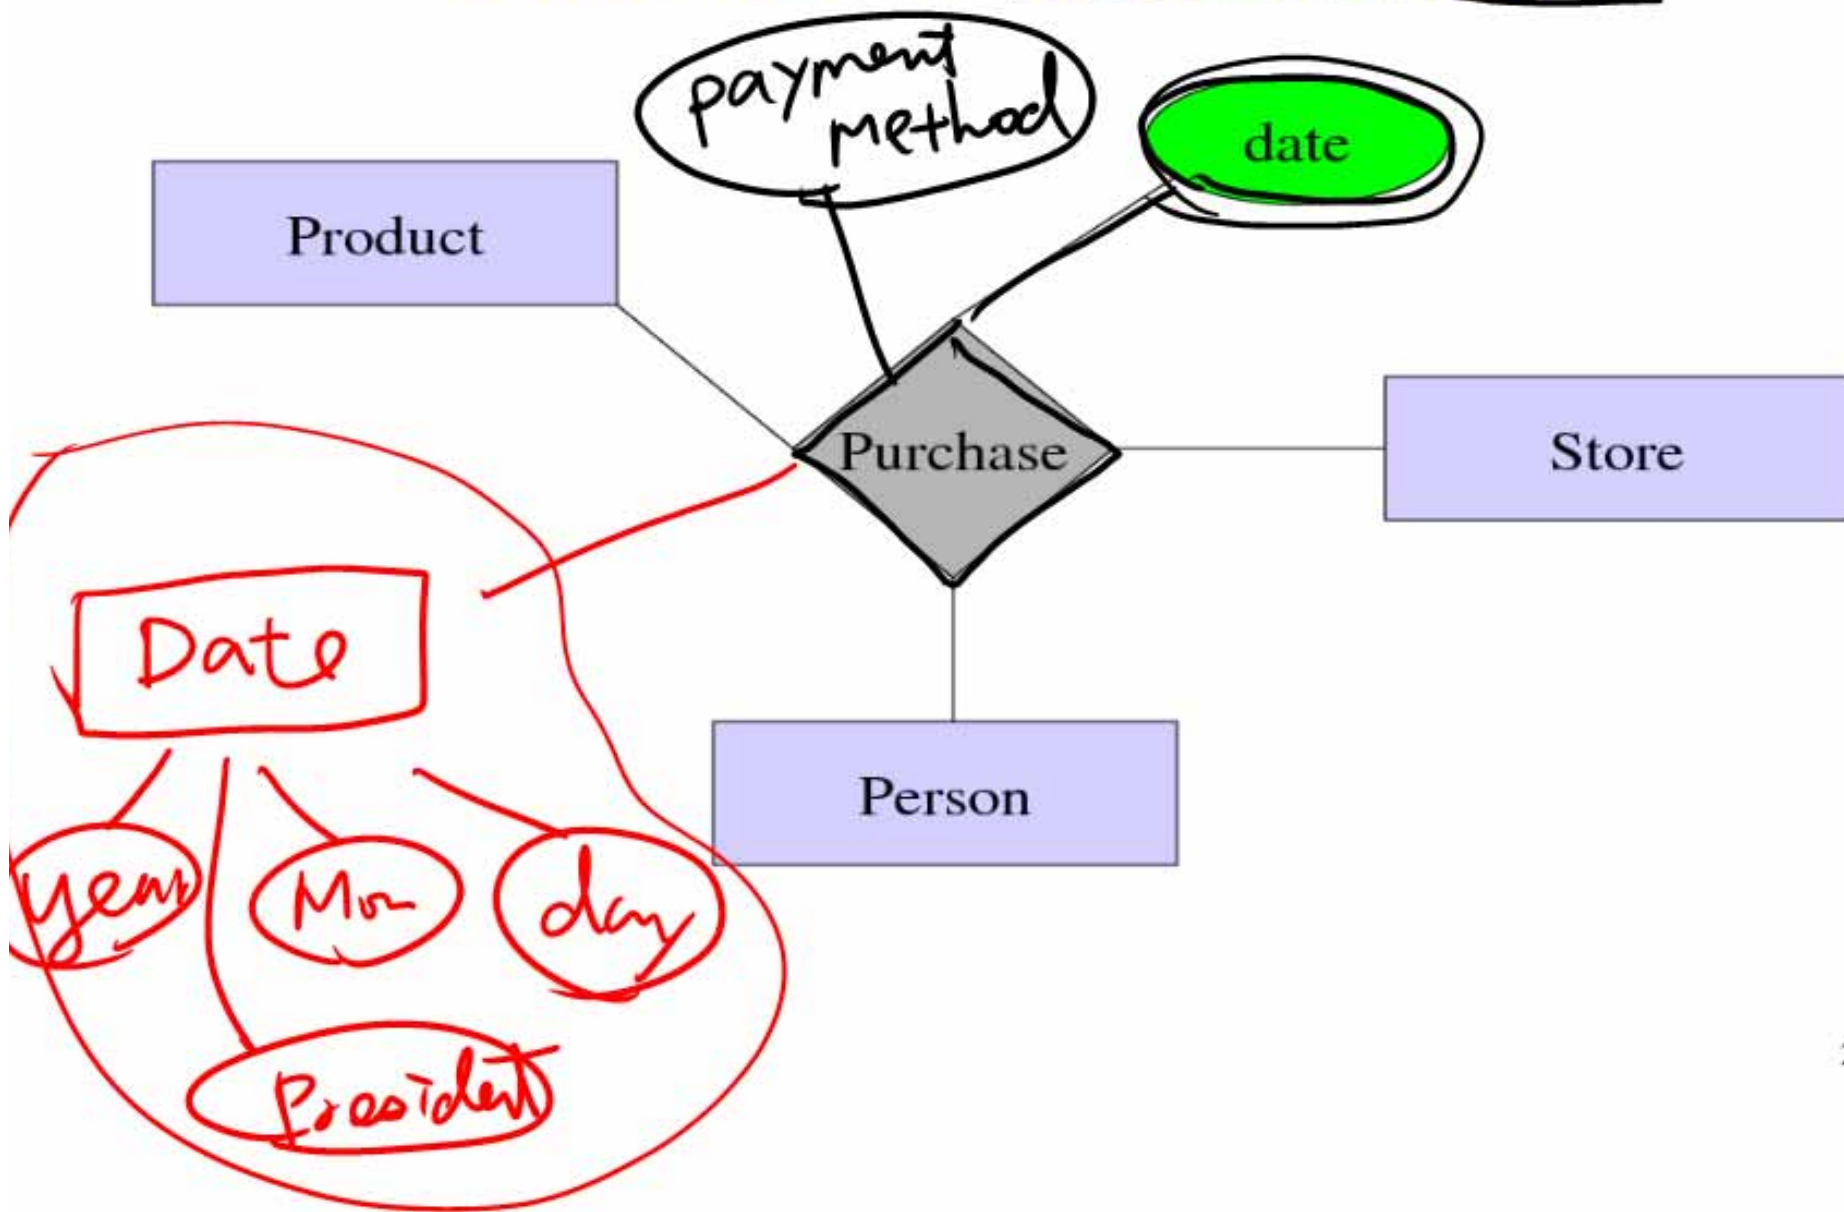 payment
method
date
Product
Purchase
Store
Date
Person
year
Mon
day
President